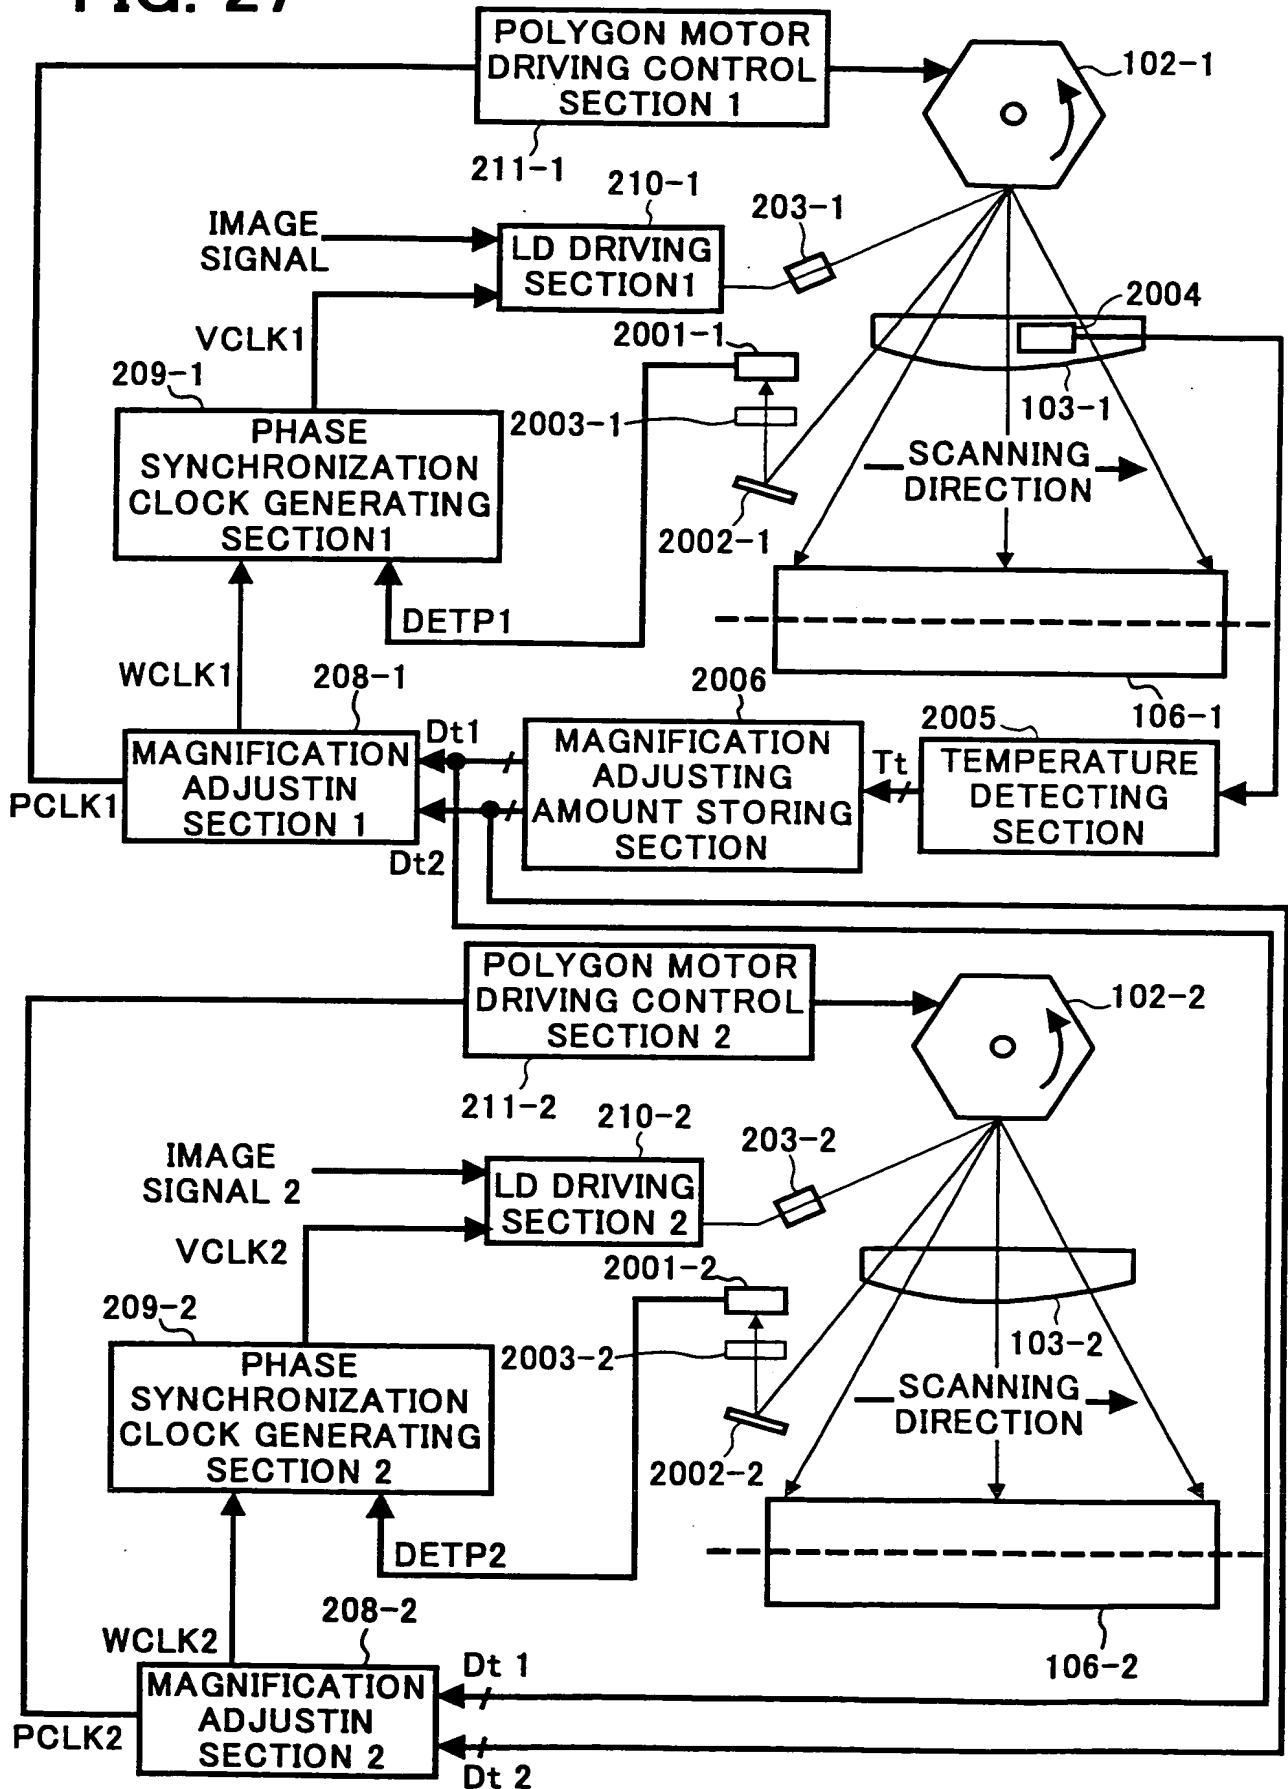 FIG. 27
POLYGON MOTOR
DRIVING CONTROL
SECTION 1
102-1
211-1
210-1
203-1
IMAGE
SIGNAL
LD DRIVING
SECTION1
2004
VCLK1
2001-1
209-1
103-1
2003-1
PHASE
SYNCHRONIZATION
CLOCK GENERATING
SECTION1
SCANNING
DIRECTION
2002-1
DETP1
WCLK1
208-1
2006
106-1
2005
Dt1
MAGNIFICATION
ADJUSTIN
SECTION 1
MAGNIFICATION
ADJUSTING
AMOUNT STORING
SECTION
Tt
TEMPERATURE
DETECTING
SECTION
PCLK1
Dt2
POLYGON MOTOR
DRIVING CONTROL
SECTION 2
102-2
211-2
210-2
203-2
IMAGE
SIGNAL 2
LD DRIVING
SECTION 2
VCLK2
2001-2
209-2
103-2
2003-2
PHASE
SYNCHRONIZATION
CLOCK GENERATING
SECTION 2
SCANNING
DIRECTION
2002-2
DETP2
208-2
WCLK2
106-2
Dt 1
MAGNIFICATION
ADJUSTIN
SECTION 2
PCLK2
Dt 2